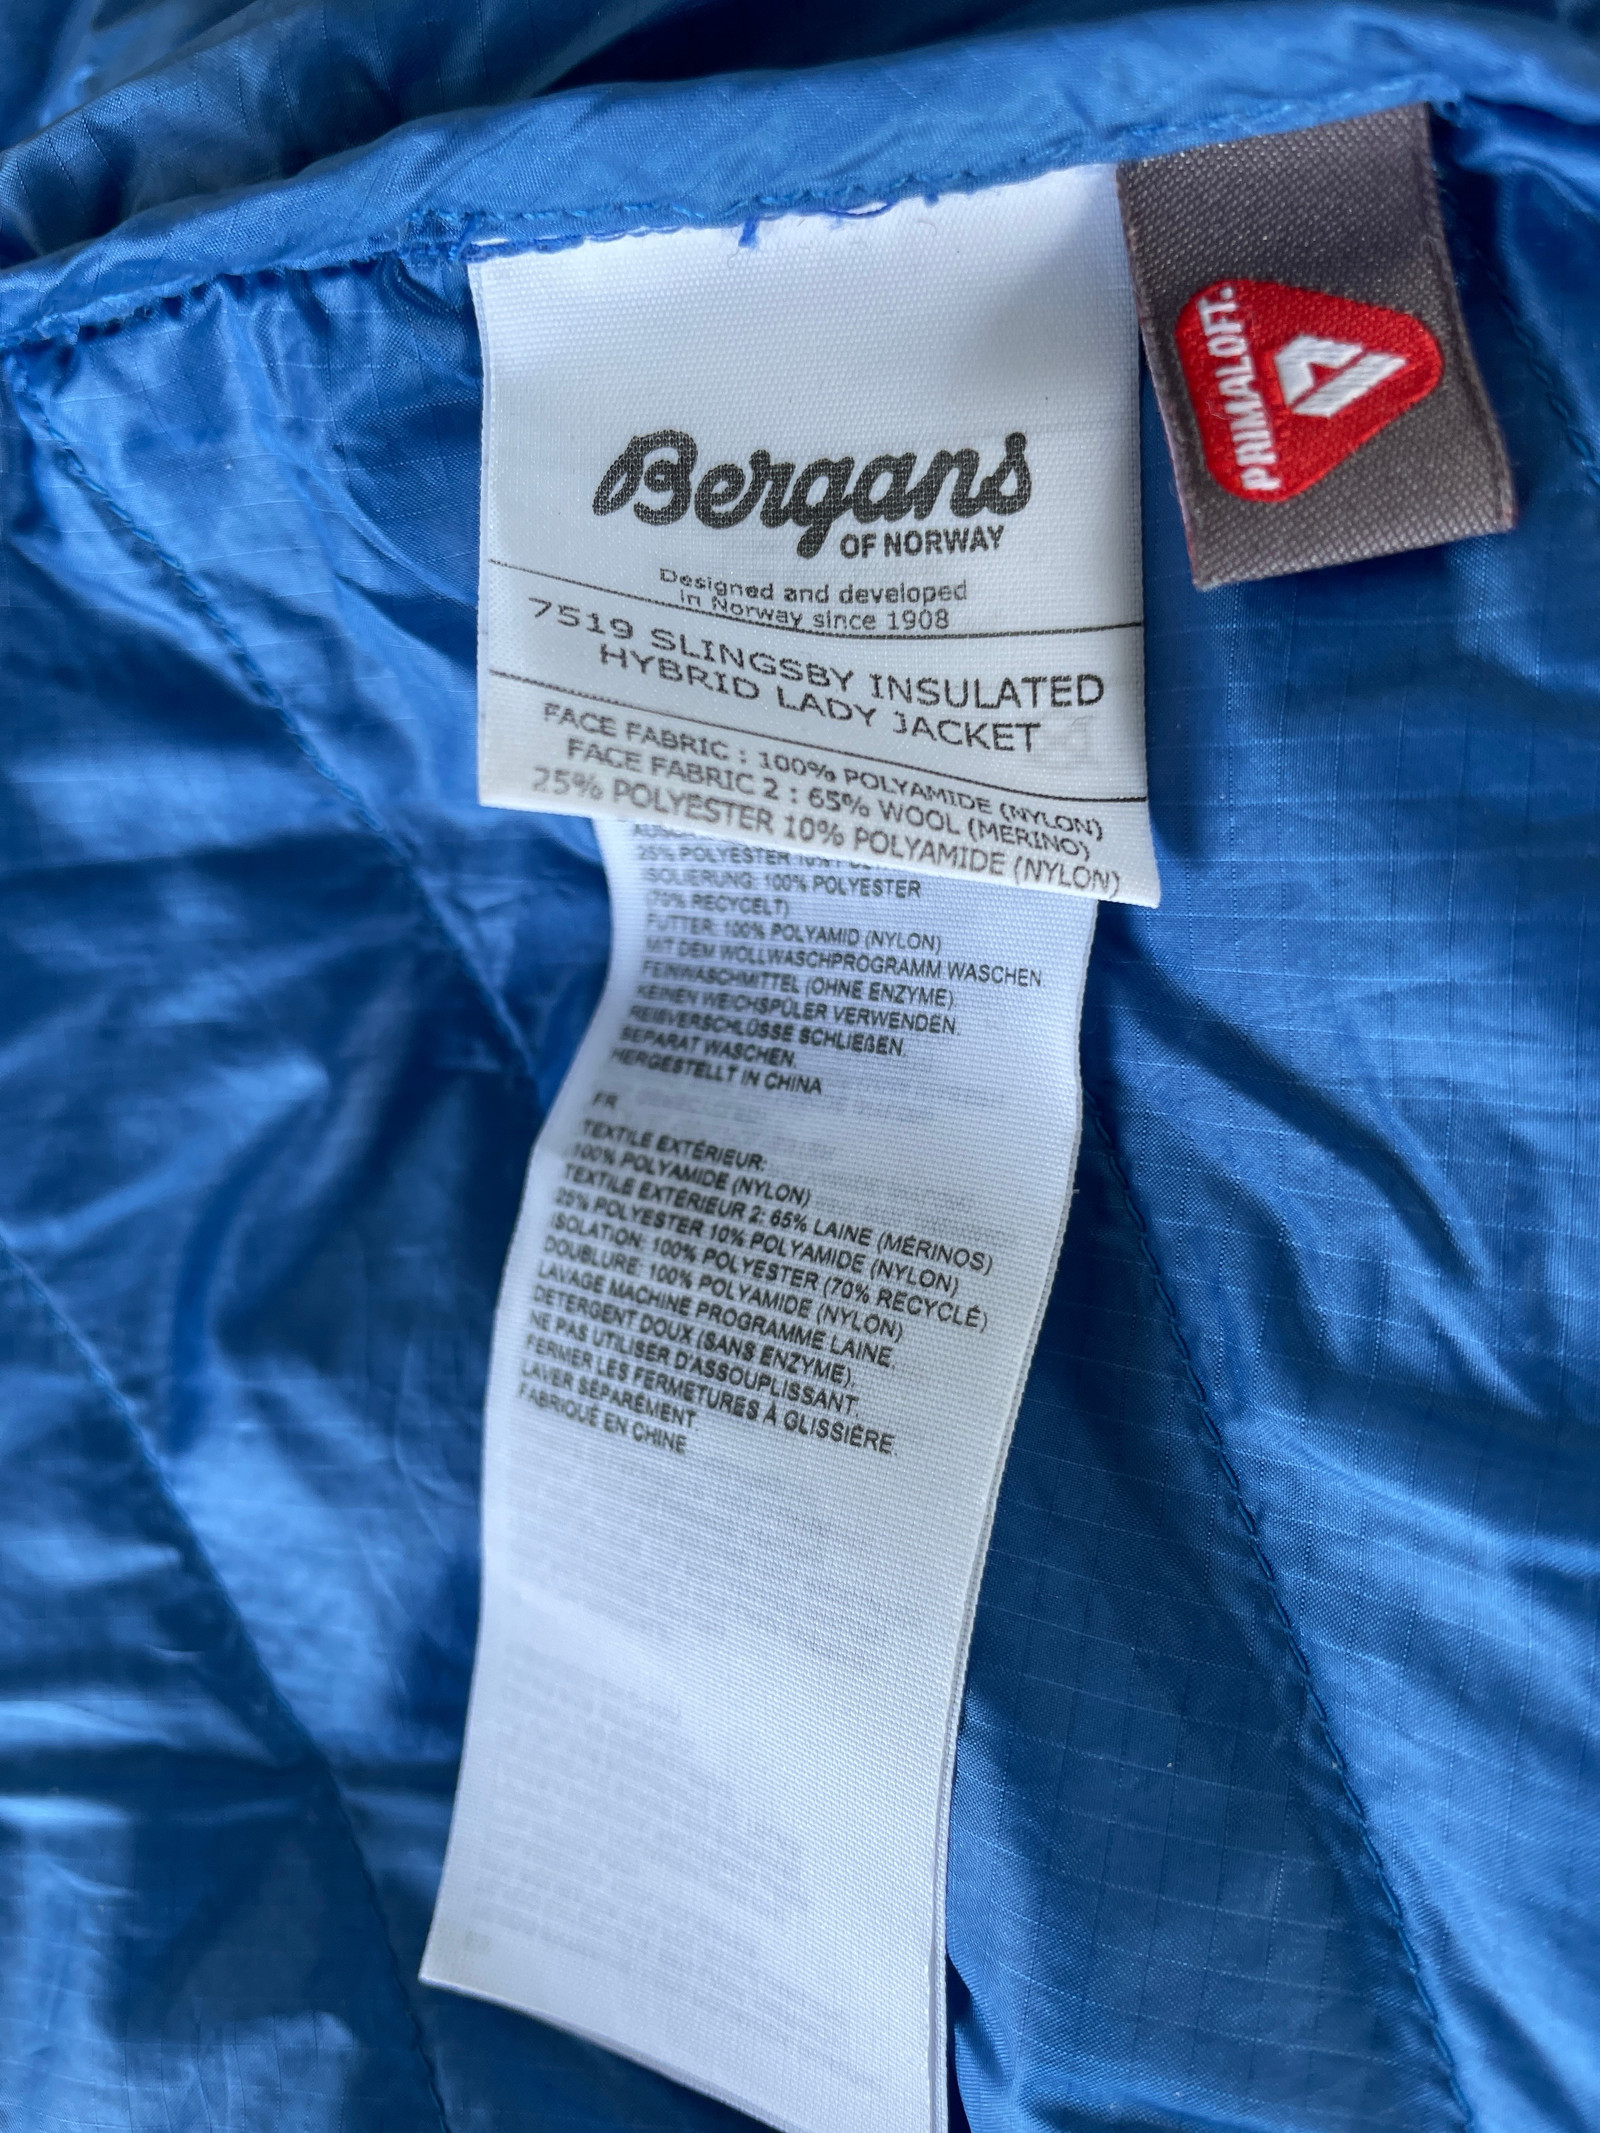 PRIMALOFT.
Bergans
OF NORWAY
Designed and developed
in Norway since 1908
7519 SLINGSBY INSULATED
HYBRID LADY JACKET
FACE FABRIC : 100% POLYAMIDE (NYLON)
FACE FABRIC 2 : 65% WOOL (MERINO)
25% POLYESTER 10% POLYAMIDE (NYLON)
25% POLYESTER 10%
ISOLIERUNG: 100% POLYESTER
(70% RECYCELT)
FUTTER: 100% POLYAMID (NYLON)
MIT DEM WOLLWASCHPROGRAMM WASCHEN
FEINWASCHMITTEL (OHNE ENZYME)
KEINEN WEICHSPÜLER VERWENDEN.
REIßVERSCHLÜSSE SCHLIEßEN.
SEPARAT WASCHEN.
HERGESTELLT IN CHINA
FR
TEXTILE EXTÉRIEUR:
100% POLYAMIDE (NYLON)
TEXTILE EXTÉRIEUR 2: 65% LAINE (MÉRINOS)
25% POLYESTER 10% POLYAMIDE (NYLON)
ISOLATION: 100% POLYESTER (70% RECYCLÉ)
DOUBLURE: 100% POLYAMIDE (NYLON)
LAVAGE MACHINE PROGRAMME LAINE.
DÉTERGENT DOUX (SANS ENZYME).
NE PAS UTILISER D'ASSOUPLISSANT.
FERMER LES FERMETURES À GLISSIÈRE.
LAVER SÉPARÉMENT.
FABRIQUÉ EN CHINE